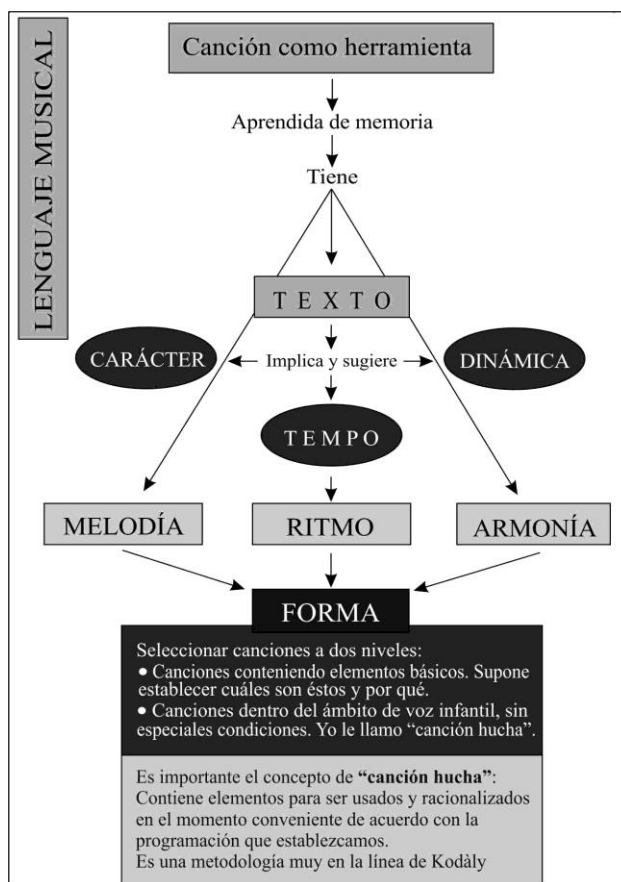 LENGUAJE MUSICAL
Canción como herramienta
Aprendida de memoria
Tiene
TEXTO
CARÁCTER
Implica y sugiere
DINÁMICA
TEMPO
MELODÍA
RITMO
ARMONÍA
FORMA
Seleccionar canciones a dos niveles:
● Canciones conteniendo elementos básicos. Supone
establecer cuáles son éstos y por qué.
● Canciones dentro del ámbito de voz infantil, sin
especiales condiciones. Yo le llamo “canción hucha”.
Es importante el concepto de “canción hucha”:
Contiene elementos para ser usados y racionalizados
en el momento conveniente de acuerdo con la
programación que establezcamos.
Es una metodología muy en la línea de Kodàly